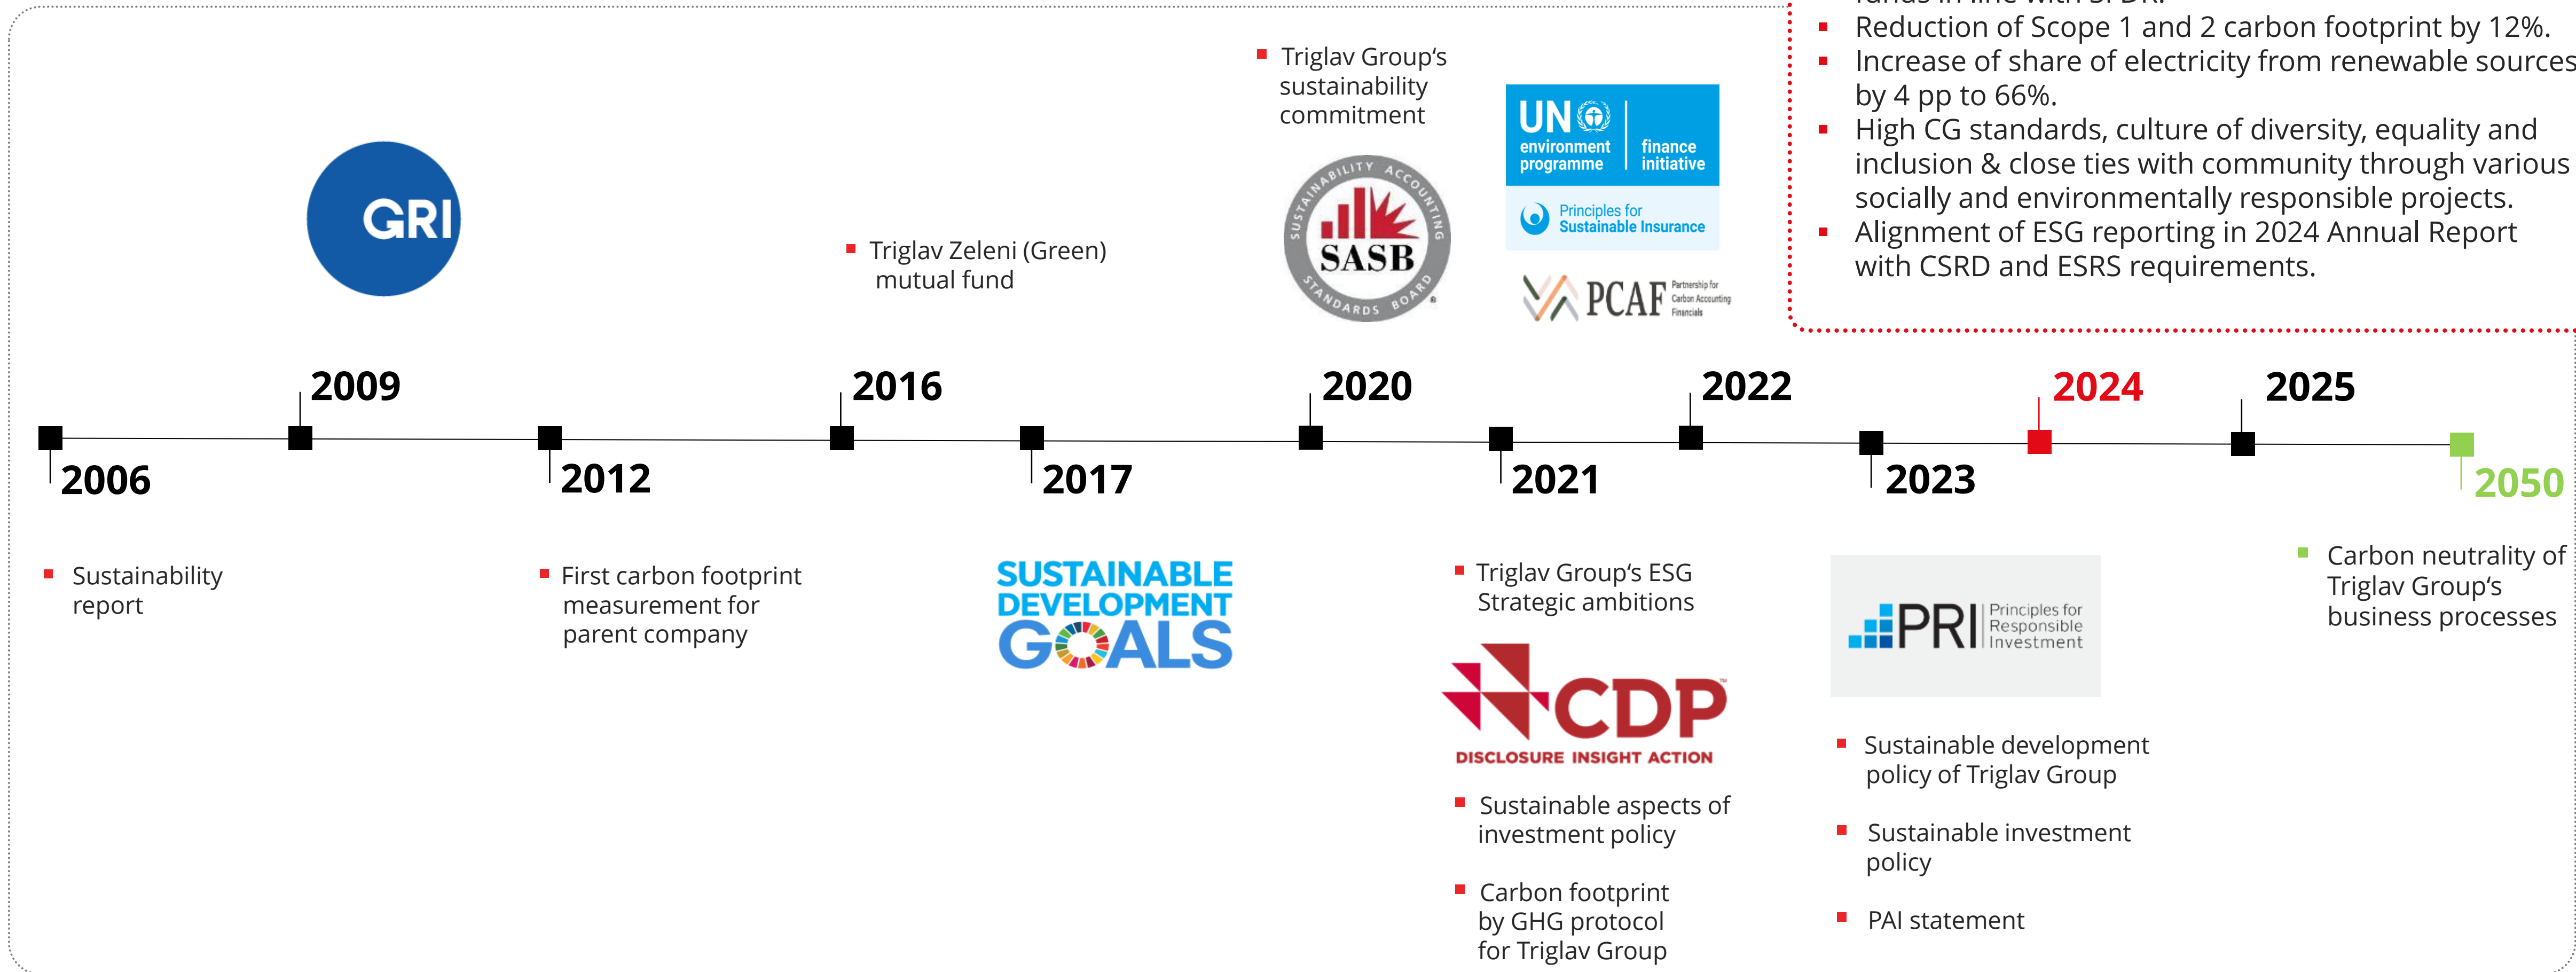 Reduction of Scope 1 and 2 carbon footprint by 12%.
Increase of share of electricity from renewable sources
by 4 pp to 66%.
High CG standards, culture of diversity, equality and
inclusion & close ties with community through various
socially and environmentally responsible projects.
Alignment of ESG reporting in 2024 Annual Report
with CSRD and ESRS requirements.
GRI
Triglav Zeleni (Green)
mutual fund
Triglav Group‘s
sustainability
commitment
SUSTAINABILITY ACCOUNTING
SASB
STANDARDS BOARD
®
UN
environment
programme
finance
initiative
Principles for
Sustainable Insurance
PCAF
Partnership for
Carbon Accounting
Financials
2009
2016
2020
2022
2024
2025
2006
2012
2017
2021
2023
2050
Sustainability
report
First carbon footprint
measurement for
parent company
SUSTAINABLE
DEVELOPMENT
GOALS
Triglav Group‘s ESG
Strategic ambitions
CDP™
DISCLOSURE INSIGHT ACTION
Sustainable aspects of
investment policy
Carbon footprint
by GHG protocol
for Triglav Group
PRI
Principles for
Responsible
Investment
Sustainable development
policy of Triglav Group
Sustainable investment
policy
PAI statement
Carbon neutrality of
Triglav Group‘s
business processes